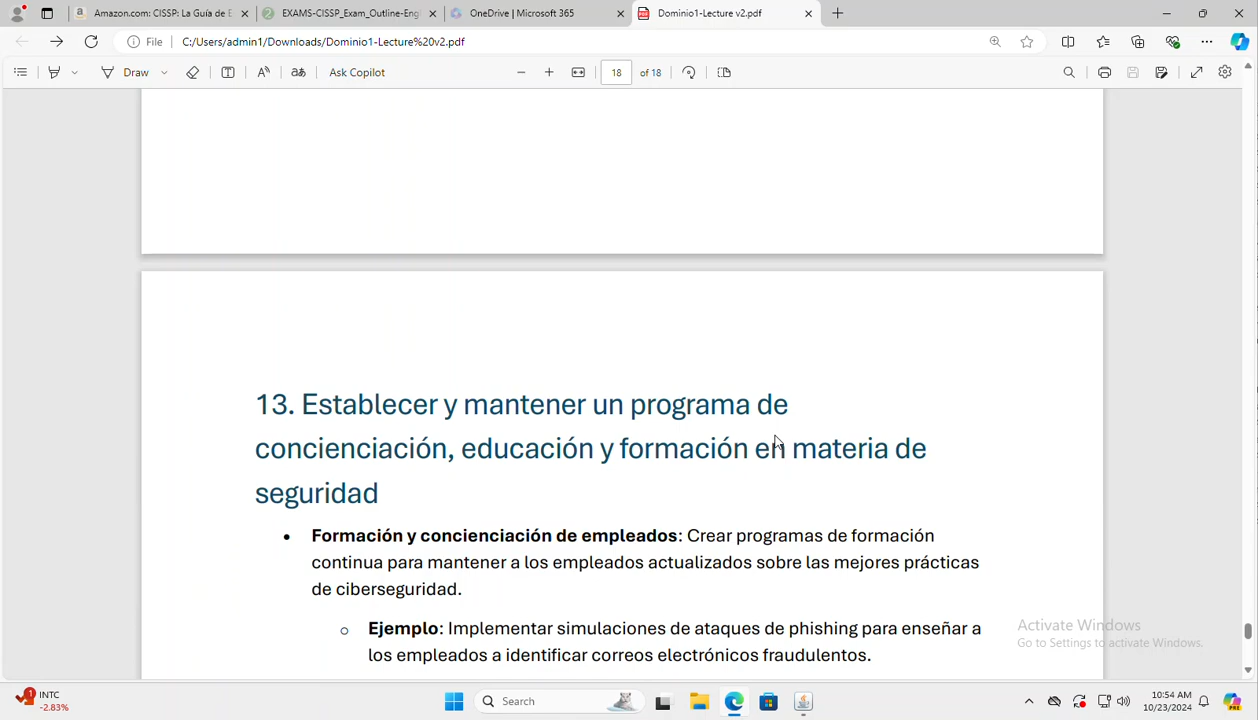 Amazon.com: CISSP: La Guía de E
EXAMS-CISSP_Exam_Outline-Eng
OneDrive | Microsoft 365
Dominio1-Lecture v2.pdf
File
C:/Users/admin1/Downloads/Dominio1-Lecture%20v2.pdf
Draw
Ask Copilot
18
of 18
13. Establecer y mantener un programa de
concienciación, educación y formación en materia de
seguridad
• Formación y concienciación de empleados: Crear programas de formación
continua para mantener a los empleados actualizados sobre las mejores prácticas
de ciberseguridad.
o Ejemplo: Implementar simulaciones de ataques de phishing para enseñar a
los empleados a identificar correos electrónicos fraudulentos.
Activate Windows
Go to Settings to activate Windows.
1
INTC
-2.83%
Search
10:54 AM
10/23/2024
PRE